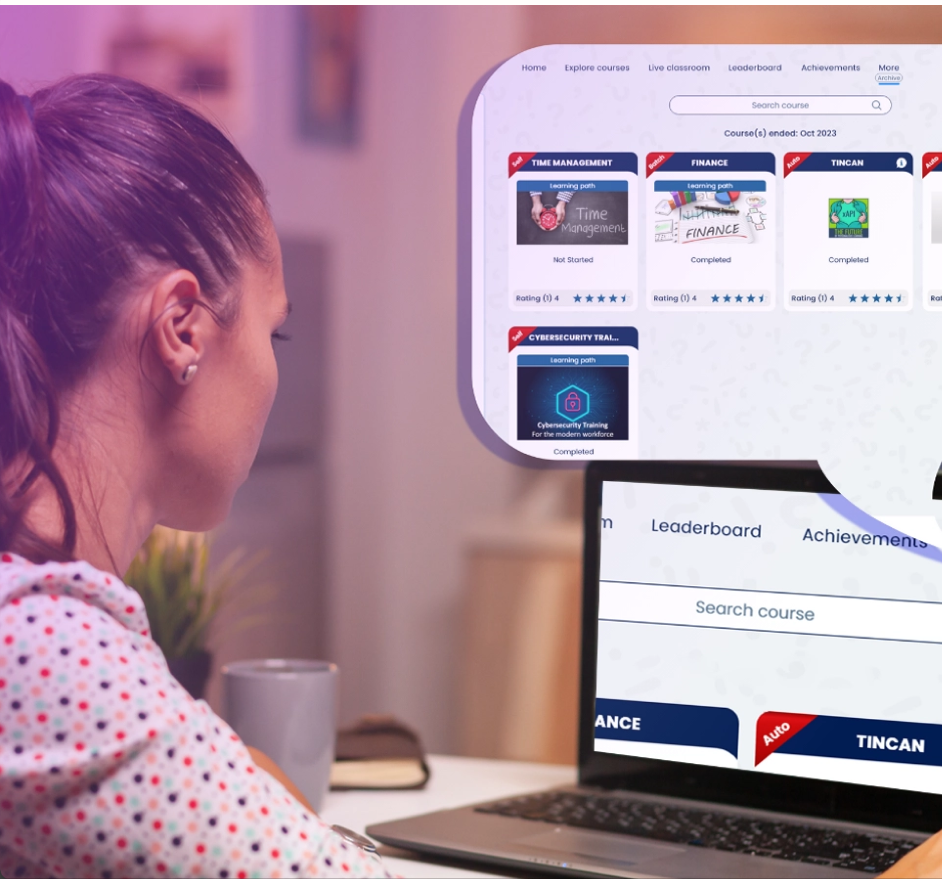 Home Explore courses Live classroom Leaderboard Achievements More
Archive
Search course
Course(s) ended: Oct 2023
Self TIME MANAGEMENT
Learning path
Time
Management
Not Started
Rating (1) 4
Batch FINANCE
Learning path
FINANCE
Completed
Rating (1) 4
Auto TINCAN
xAPI
Completed
Rating (1) 4
Auto
Self CYBERSECURITY TRAI...
Learning path
Cybersecurity Training
For the modern workforce
Completed
m Leaderboard Achievements
Search course
ANCE
Auto TINCAN